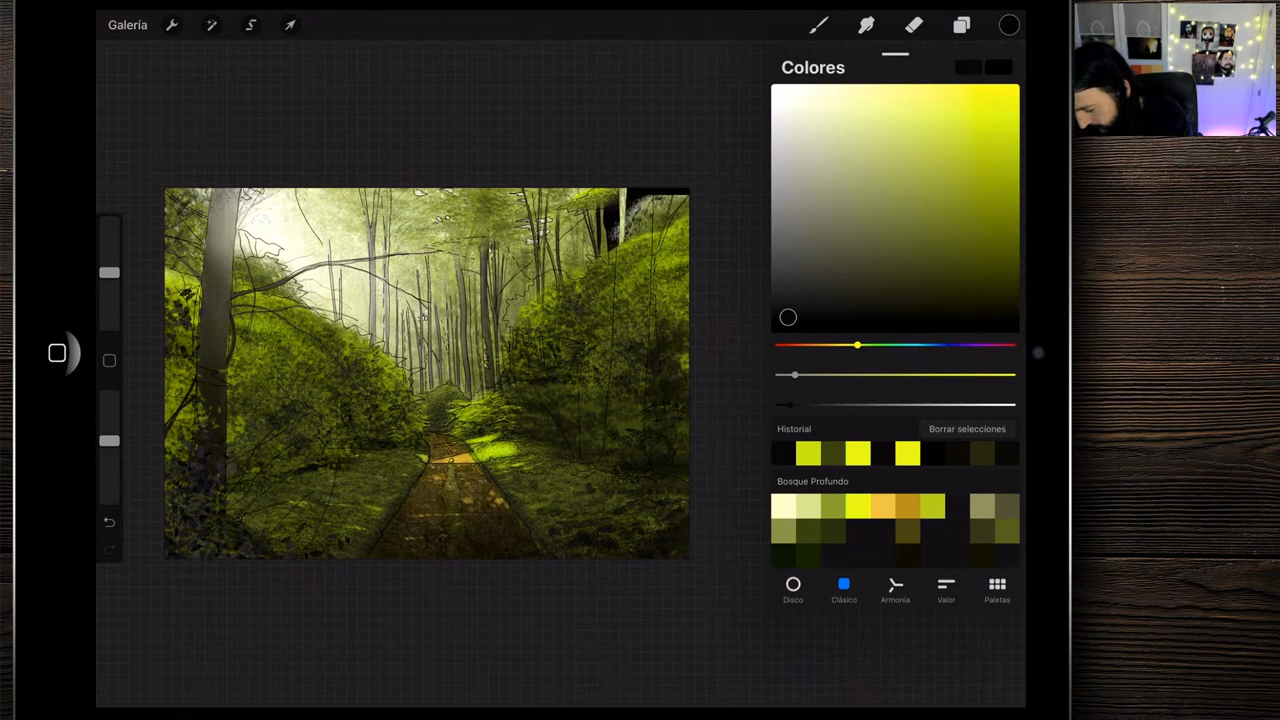 Galería
Colores
Historial
Borrar selecciones
Bosque Profundo
Disco
Clásico
Armonía
Valor
Paletas